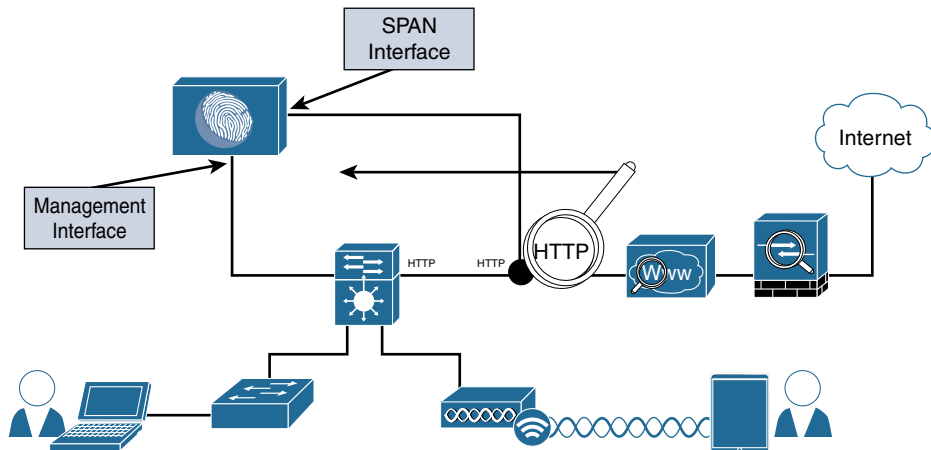 SPAN
Interface
Internet
Management
Interface
HTTP
HTTP
HTTP
Www